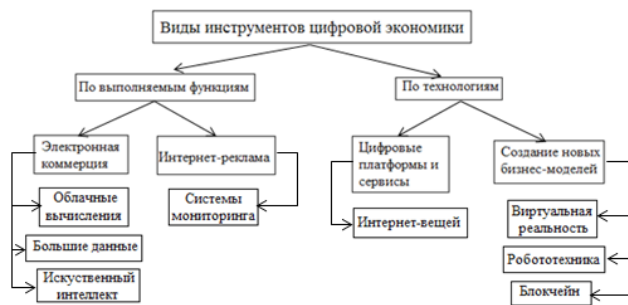 Виды инструментов цифровой экономики
По выполняемым функциям
По технологиям
Электронная
коммерция
Интернет-реклама
Цифровые
платформы и
сервисы
Создание новых
бизнес-моделей
Облачные
вычисления
Системы
мониторинга
Интернет-вещей
Виртуальная
реальность
Большие данные
Робототехника
Искуственный
интеллект
Блокчейн